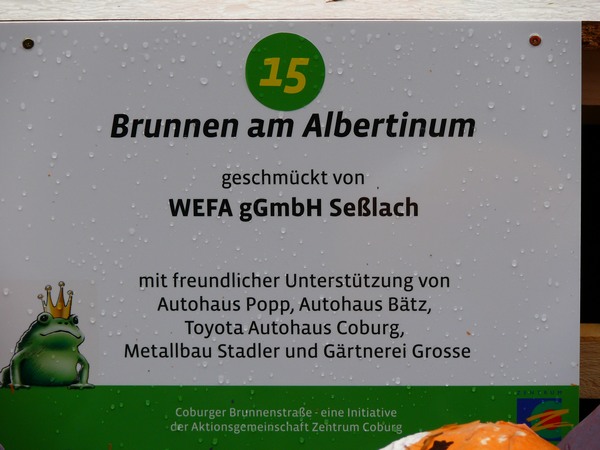 15
Brunnen am Albertinum
geschmückt von
WEFA gGmbH Seßlach
mit freundlicher Unterstützung von
Autohaus Popp, Autohaus Bätz,
Toyota Autohaus Coburg,
Metallbau Stadler und Gärtnerei Grosse
Coburger Brunnenstraße · eine Initiative
der Aktionsgemeinschaft Zentrum Coburg
ZENTRUM